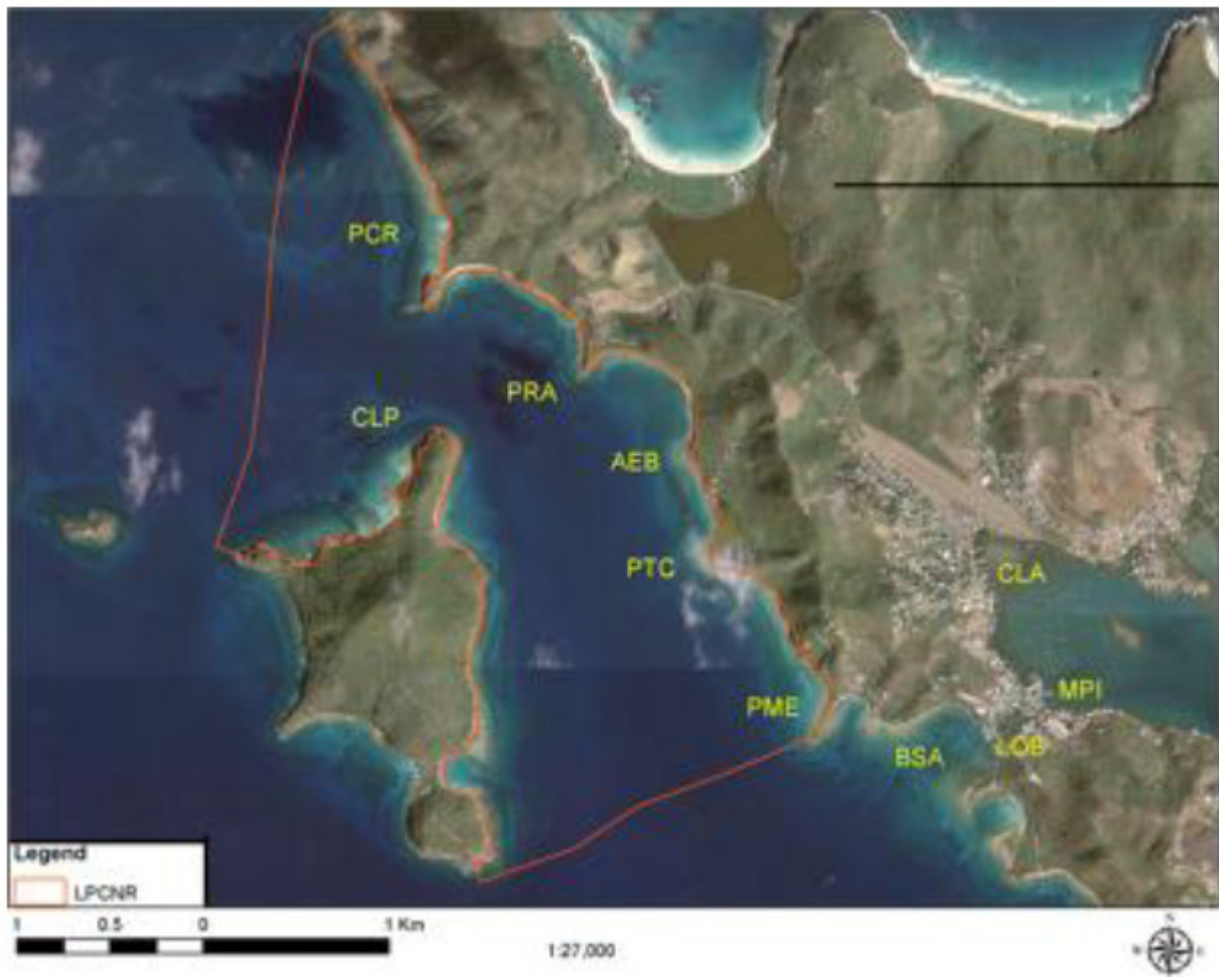 PCR
CLP
PRA
AEB
PTC
CLA
PME
MPI
BSA
LOB
Legend
LPCNR
1 0.5 0 1 Km
1:27,000